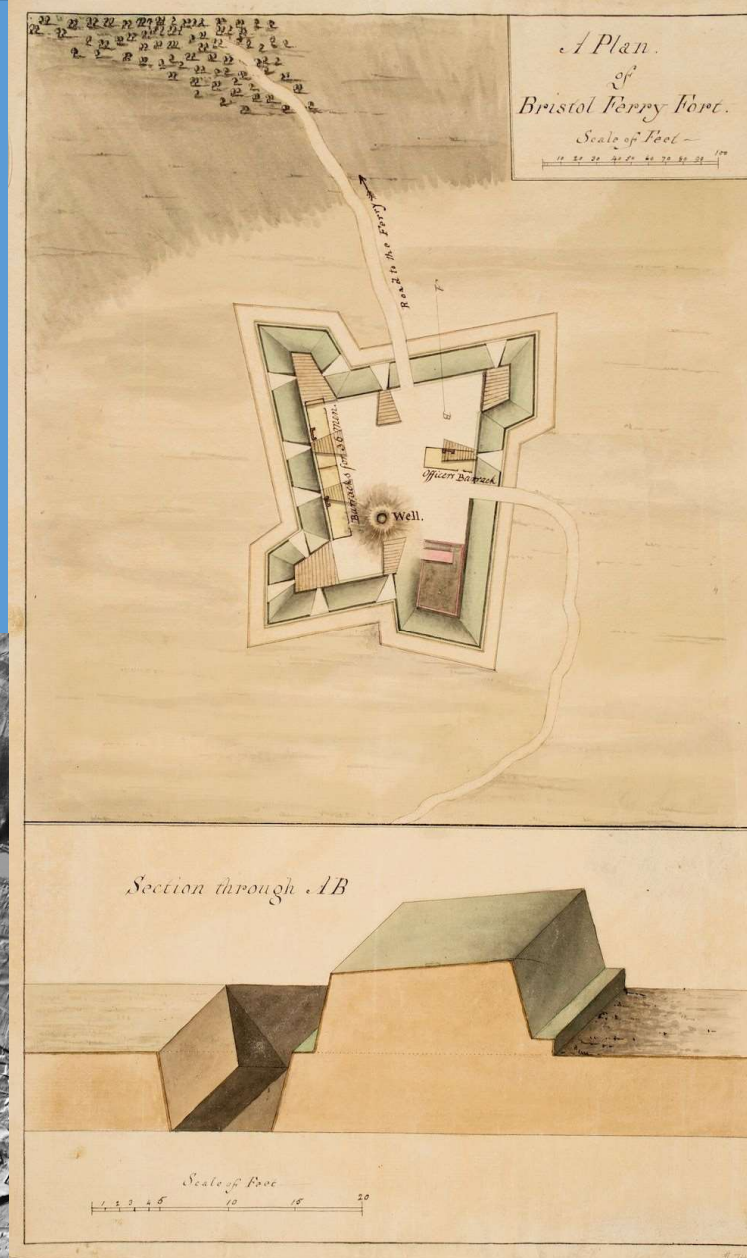 A Plan.
of
Bristol Ferry Fort.
Scale of Feet
10 20 30 40 50 60 70 80 90 100
Road to the Ferry
A
B
Barracks for 36 men.
Officers Barrack
Well.
Section through AB
Scale of Feet
1 2 3 4 5 10 15 20